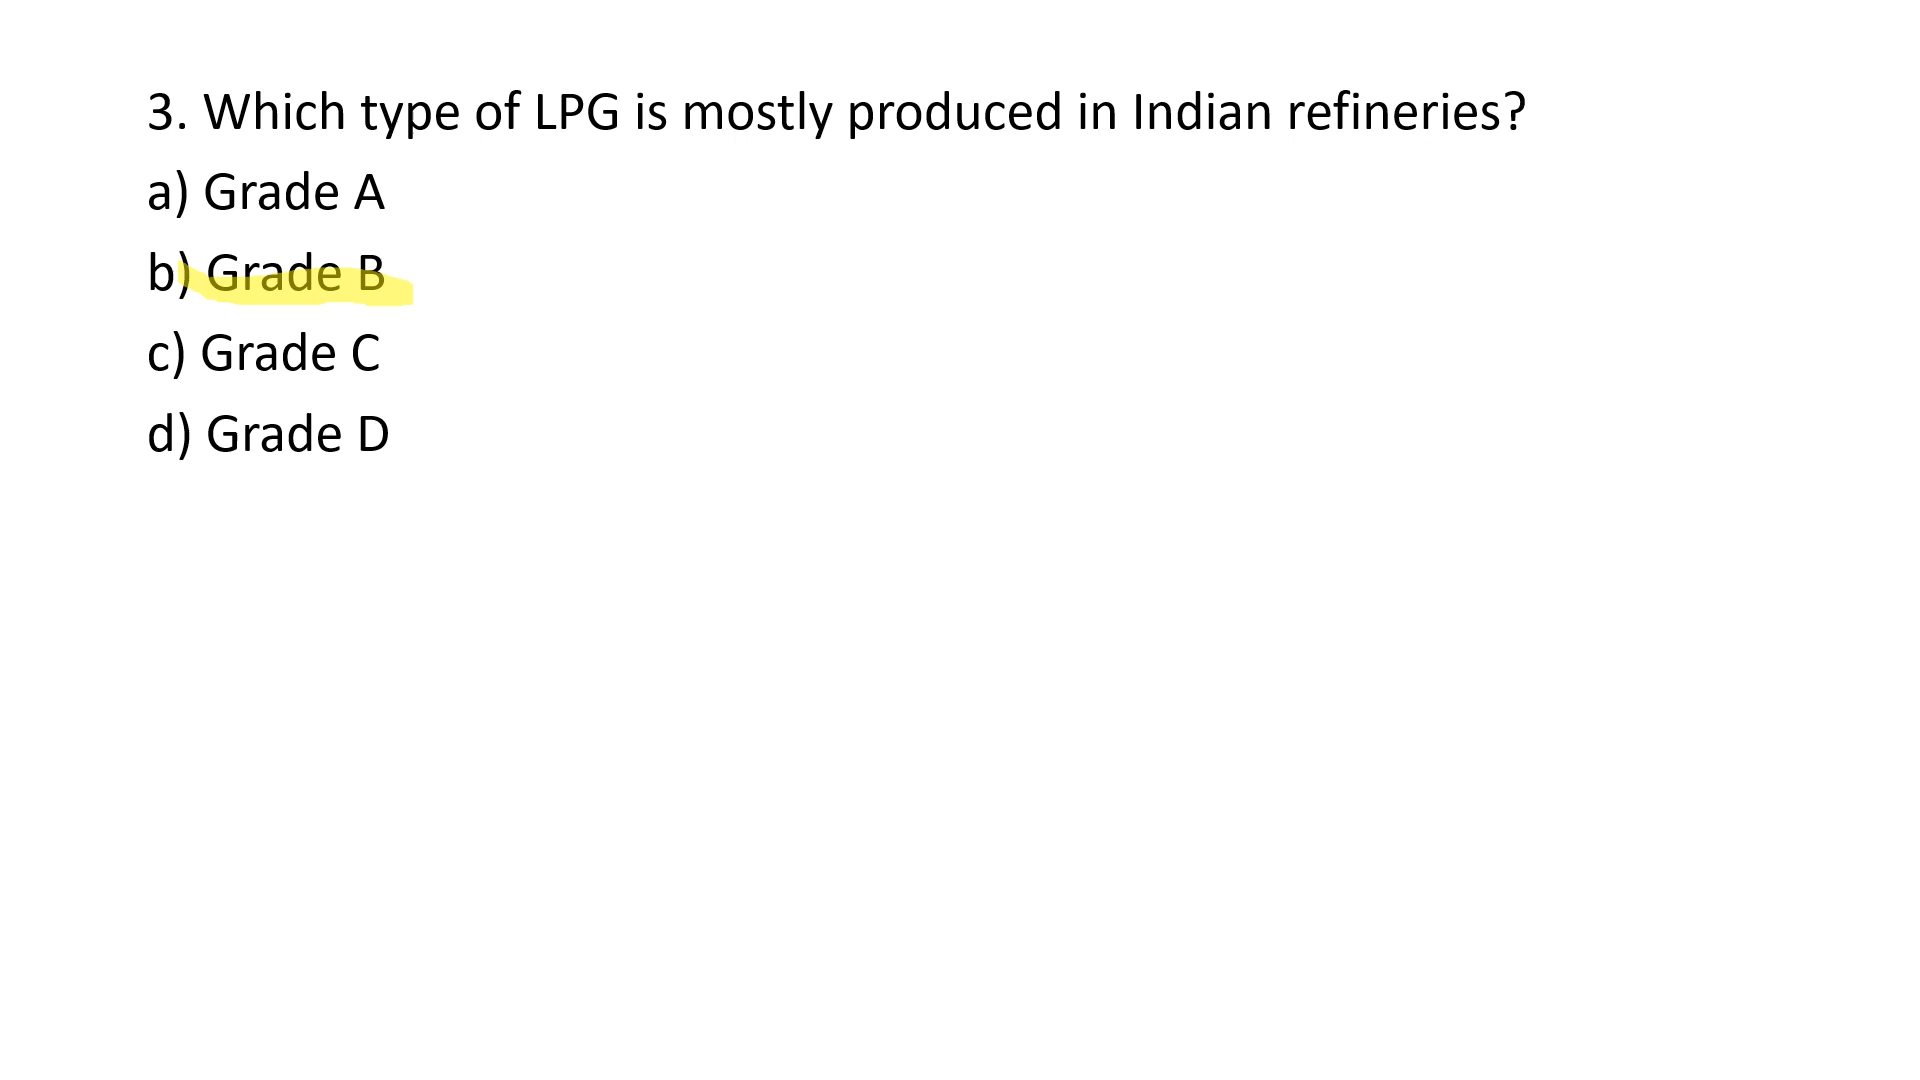 3. Which type of LPG is mostly produced in Indian refineries?
a) Grade A
b) Grade B
c) Grade C
d) Grade D